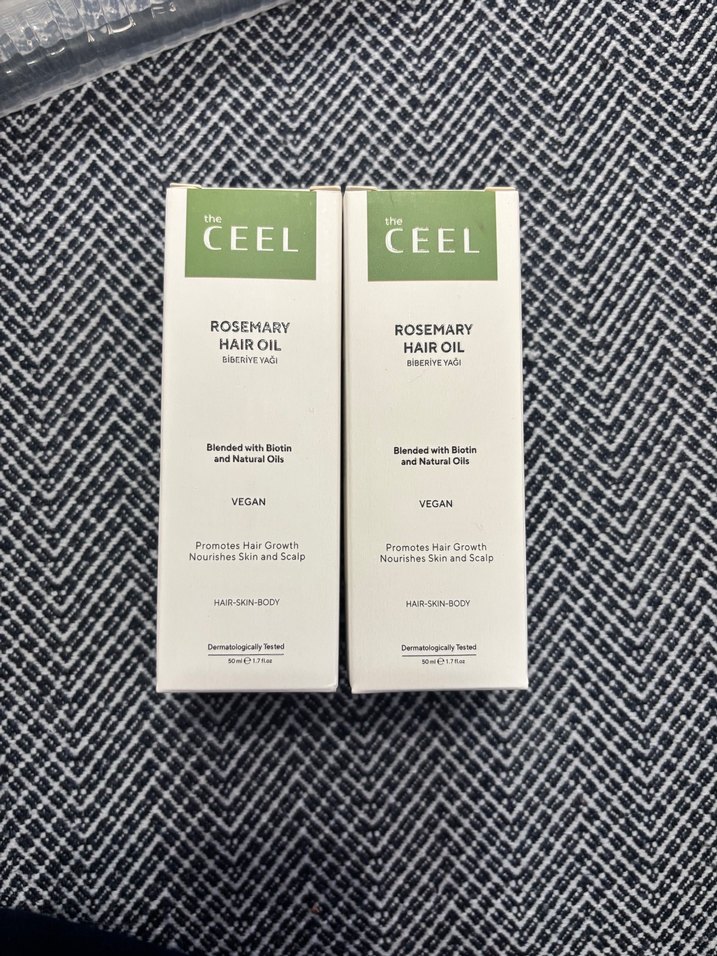 the
CEEL
ROSEMARY
HAIR OIL
BİBERİYE YAĞI
Blended with Biotin
and Natural Oils
VEGAN
Promotes Hair Growth
Nourishes Skin and Scalp
HAIR-SKIN-BODY
Dermatologically Tested
50 ml ℮ 1.7 fl.oz
the
CEEL
ROSEMARY
HAIR OIL
BİBERİYE YAĞI
Blended with Biotin
and Natural Oils
VEGAN
Promotes Hair Growth
Nourishes Skin and Scalp
HAIR-SKIN-BODY
Dermatologically Tested
50 ml ℮ 1.7 fl.oz